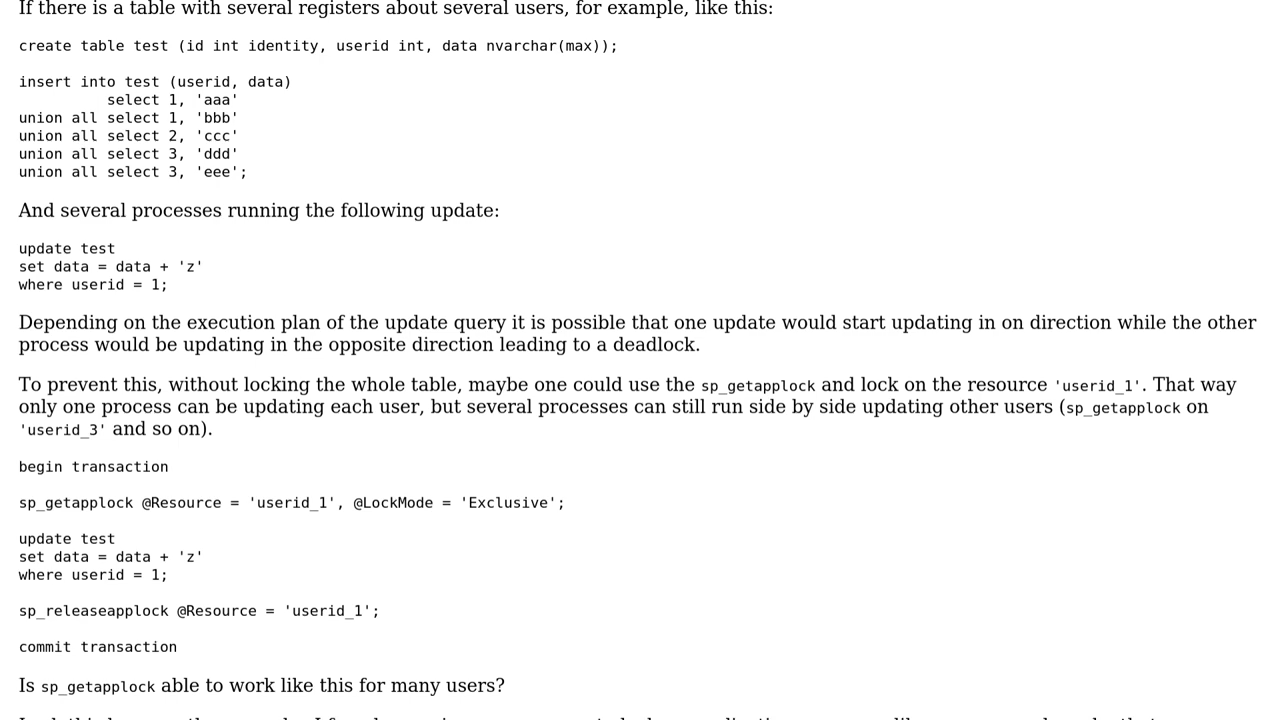 If there is a table with several registers about several users, for example, like this:
create table test (id int identity, userid int, data nvarchar(max));
insert into test (userid, data)
select 1, 'aaa'
union all select 1, 'bbb'
union all select 2, 'ccc'
union all select 3, 'ddd'
union all select 3, 'eee';
And several processes running the following update:
update test
set data = data + 'z'
where userid = 1;
Depending on the execution plan of the update query it is possible that one update would start updating in on direction while the other
process would be updating in the opposite direction leading to a deadlock.
To prevent this, without locking the whole table, maybe one could use the sp_getapplock and lock on the resource 'userid_1'. That way
only one process can be updating each user, but several processes can still run side by side updating other users (sp_getapplock on
'userid_3' and so on).
begin transaction
sp_getapplock @Resource = 'userid_1', @LockMode = 'Exclusive';
update test
set data = data + 'z'
where userid = 1;
sp_releaseapplock @Resource = 'userid_1';
commit transaction
Is sp_getapplock able to work like this for many users?